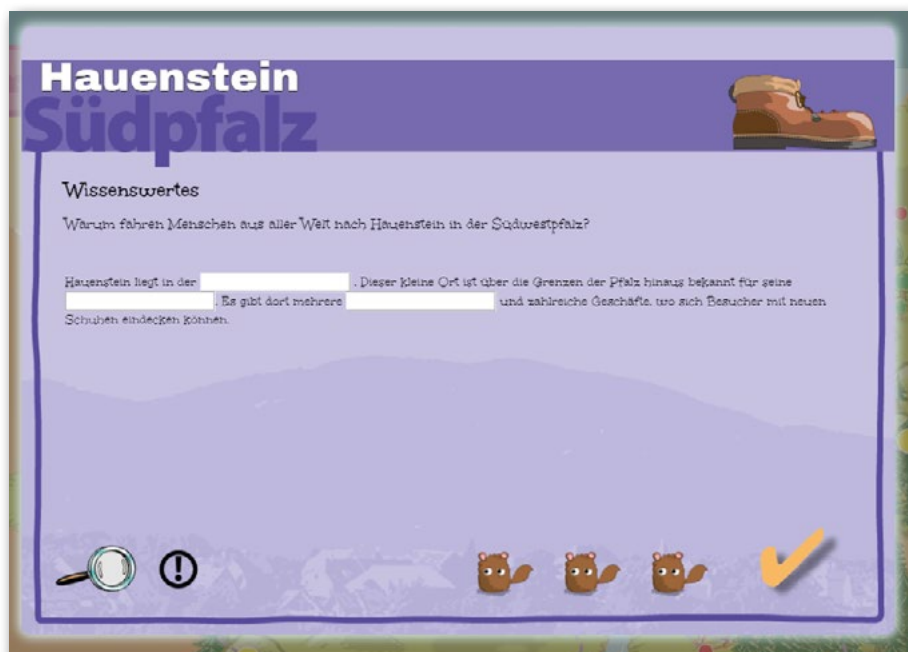 Hauenstein
Südpfalz
Wissenswertes
Warum fahren Menschen aus aller Welt nach Hauenstein in der Südwestpfalz?
Hauenstein liegt in der . Dieser kleine Ort ist über die Grenzen der Pfalz hinaus bekannt für seine
. Es gibt dort mehrere und zahlreiche Geschäfte, wo sich Besucher mit neuen
Schuhen eindecken können.